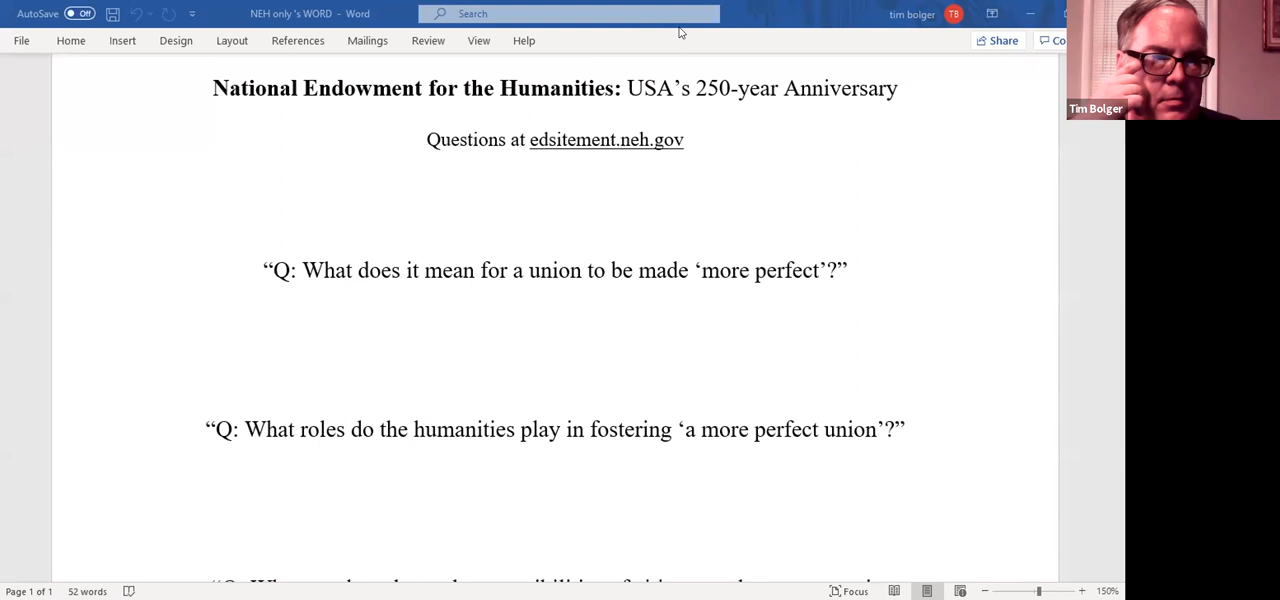 AutoSave Off NEH only 's WORD - Word Search tim bolger TB
File Home Insert Design Layout References Mailings Review View Help Share Co
Tim Bolger
National Endowment for the Humanities: USA's 250-year Anniversary
Questions at edsitement.neh.gov
“Q: What does it mean for a union to be made ‘more perfect’?”
“Q: What roles do the humanities play in fostering ‘a more perfect union’?”
Page 1 of 1 52 words Focus 150%